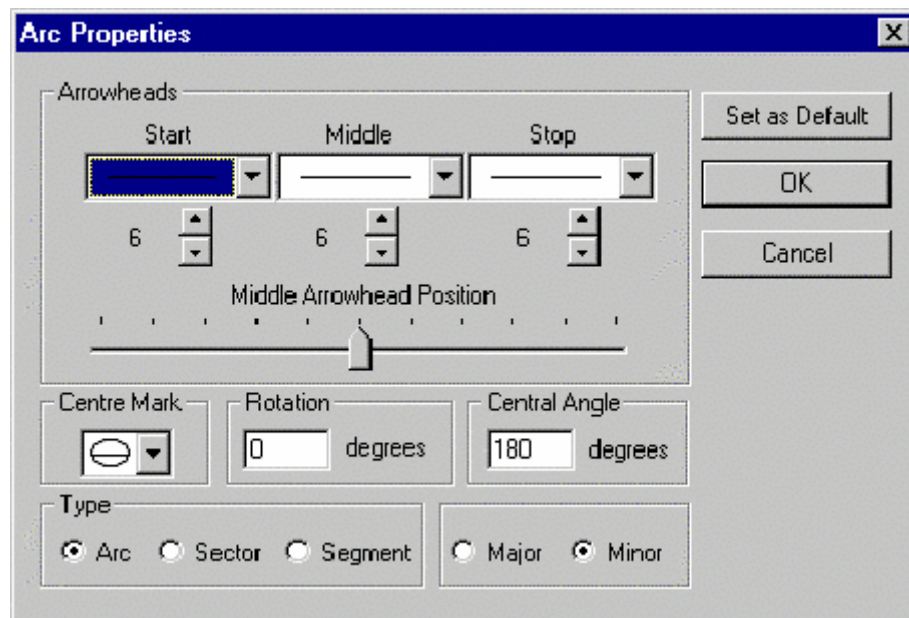 Arc Properties
Arrowheads
Start Middle Stop
6 6 6
Middle Arrowhead Position
Set as Default
OK
Cancel
Centre Mark
Rotation
0 degrees
Central Angle
180 degrees
Type
Arc Sector Segment
Major Minor